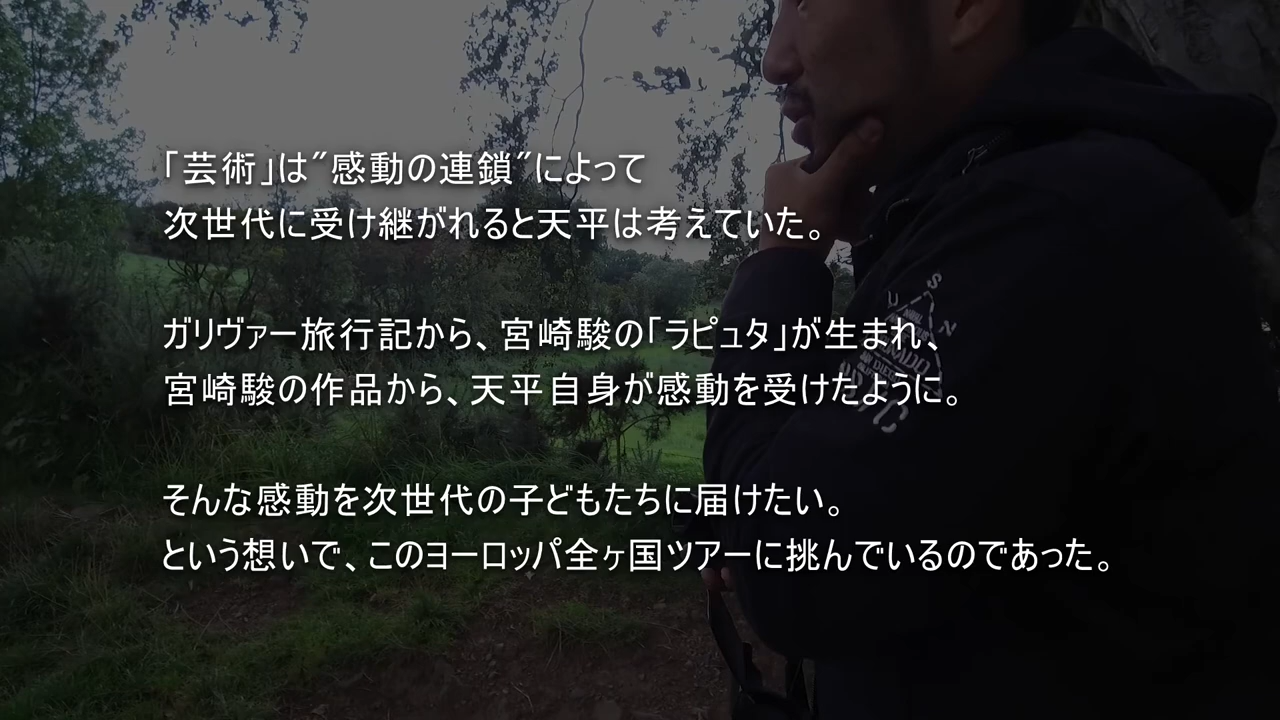 「芸術」は″感動の連鎖″によって
次世代に受け継がれると天平は考えていた。
ガリヴァー旅行記から、宮崎駿の「ラピュタ」が生まれ、
宮崎駿の作品から、天平自身が感動を受けたように。
そんな感動を次世代の子どもたちに届けたい。
という想いで、このヨーロッパ全ヶ国ツアーに挑んでいるのであった。